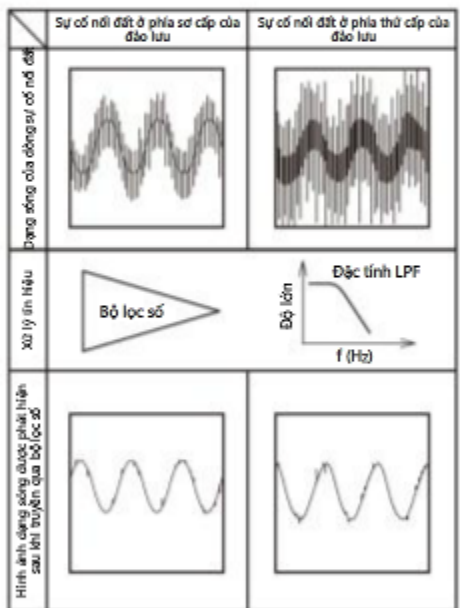 Sự cố nối đất ở phía sơ cấp của
đảo lưu
Sự cố nối đất ở phía thứ cấp của
đảo lưu
Dạng sóng của dòng sự cố nối đất
Xử lý tín hiệu
Bộ lọc số
Đặc tính LPF
Độ lớn
f (Hz)
Hình ảnh dạng sóng được phát hiện
sau khi truyền qua bộ lọc số